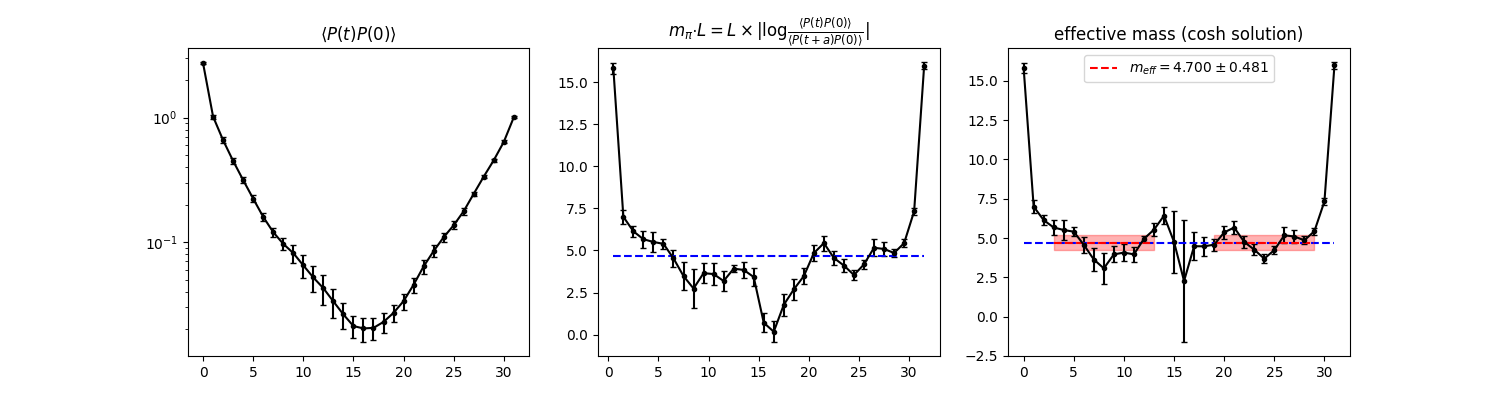 ⟨P(t)P(0)⟩
10⁰
10⁻¹
0 5 10 15 20 25 30
m_π·L = L × |log ⟨P(t)P(0)⟩/⟨P(t+a)P(0)⟩|
15.0
12.5
10.0
7.5
5.0
2.5
0.0
0 5 10 15 20 25 30
effective mass (cosh solution)
m_eff = 4.700 ± 0.481
15.0
12.5
10.0
7.5
5.0
2.5
0.0
−2.5
0 5 10 15 20 25 30